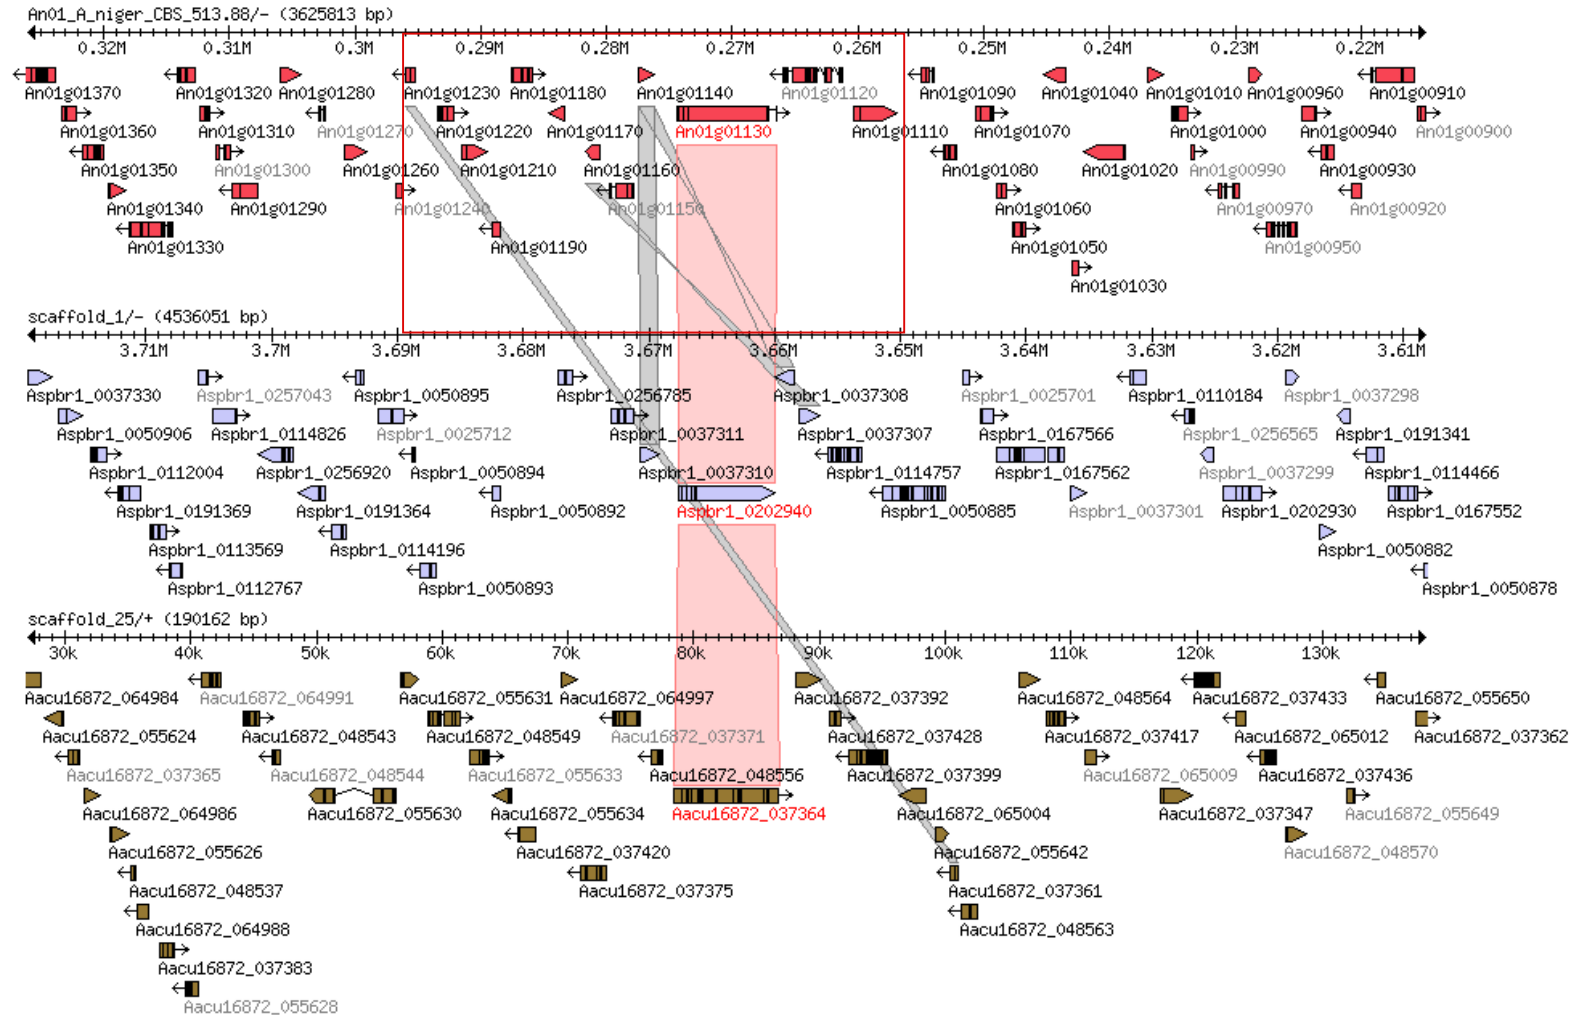 An01_A_niger_CBS_513.88/- (3625813 bp)
0.32M 0.31M 0.3M 0.29M 0.28M 0.27M 0.26M 0.25M 0.24M 0.23M 0.22M
An01g01370 An01g01320 An01g01280 An01g01230 An01g01180 An01g01140 An01g01120 An01g01090 An01g01040 An01g01010 An01g00960 An01g00910
An01g01360 An01g01310 An01g01270 An01g01220 An01g01170 An01g01130 An01g01110 An01g01070 An01g01000 An01g00940 An01g00900
An01g01350 An01g01300 An01g01260 An01g01210 An01g01160 An01g01080 An01g01020 An01g00990 An01g00930
An01g01340 An01g01290 An01g01240 An01g01150 An01g01060 An01g00970 An01g00920
An01g01330 An01g01190 An01g01050 An01g00950
An01g01030
scaffold_1/- (4536051 bp)
3.71M 3.7M 3.69M 3.68M 3.67M 3.66M 3.65M 3.64M 3.63M 3.62M 3.61M
Aspbr1_0037330 Aspbr1_0257043 Aspbr1_0050895 Aspbr1_0256785 Aspbr1_0037308 Aspbr1_0025701 Aspbr1_0110184 Aspbr1_0037298
Aspbr1_0050906 Aspbr1_0114826 Aspbr1_0025712 Aspbr1_0037311 Aspbr1_0037307 Aspbr1_0167566 Aspbr1_0256565 Aspbr1_0191341
Aspbr1_0112004 Aspbr1_0256920 Aspbr1_0050894 Aspbr1_0037310 Aspbr1_0114757 Aspbr1_0167562 Aspbr1_0037299 Aspbr1_0114466
Aspbr1_0191369 Aspbr1_0191364 Aspbr1_0050892 Aspbr1_0202940 Aspbr1_0050885 Aspbr1_0037301 Aspbr1_0202930 Aspbr1_0167552
Aspbr1_0113569 Aspbr1_0114196 Aspbr1_0050882
Aspbr1_0112767 Aspbr1_0050893 Aspbr1_0050878
scaffold_25/+ (190162 bp)
30k 40k 50k 60k 70k 80k 90k 100k 110k 120k 130k
Aacu16872_064984 Aacu16872_064991 Aacu16872_055631 Aacu16872_064997 Aacu16872_037392 Aacu16872_048564 Aacu16872_037433 Aacu16872_055650
Aacu16872_055624 Aacu16872_048543 Aacu16872_048549 Aacu16872_037371 Aacu16872_037428 Aacu16872_037417 Aacu16872_065012 Aacu16872_037362
Aacu16872_037365 Aacu16872_048544 Aacu16872_055633 Aacu16872_048556 Aacu16872_037399 Aacu16872_065009 Aacu16872_037436
Aacu16872_064986 Aacu16872_055630 Aacu16872_055634 Aacu16872_037364 Aacu16872_065004 Aacu16872_037347 Aacu16872_055649
Aacu16872_055626 Aacu16872_037420 Aacu16872_055642 Aacu16872_048570
Aacu16872_048537 Aacu16872_037375 Aacu16872_037361
Aacu16872_064988 Aacu16872_048563
Aacu16872_037383
Aacu16872_055628